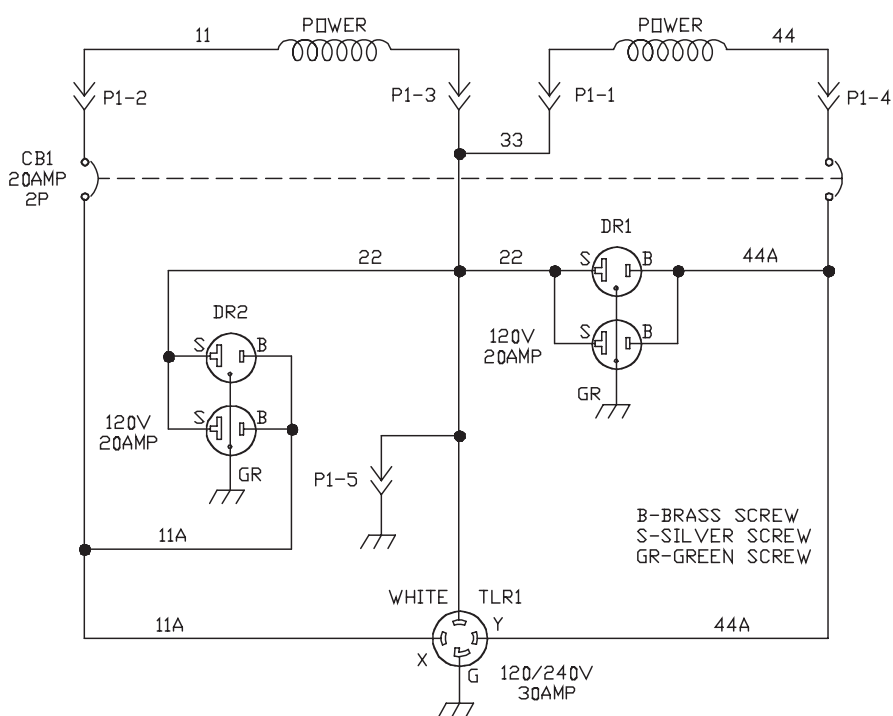 POWER
POWER
11
44
P1-2
P1-3
P1-1
P1-4
33
CB1
20AMP
2P
DR1
22
22
S
B
44A
DR2
S
B
120V
20AMP
S
B
S
B
120V
20AMP
GR
GR
P1-5
B-BRASS SCREW
S-SILVER SCREW
GR-GREEN SCREW
11A
WHITE
TLR1
11A
Y
44A
X
G
120/240V
30AMP